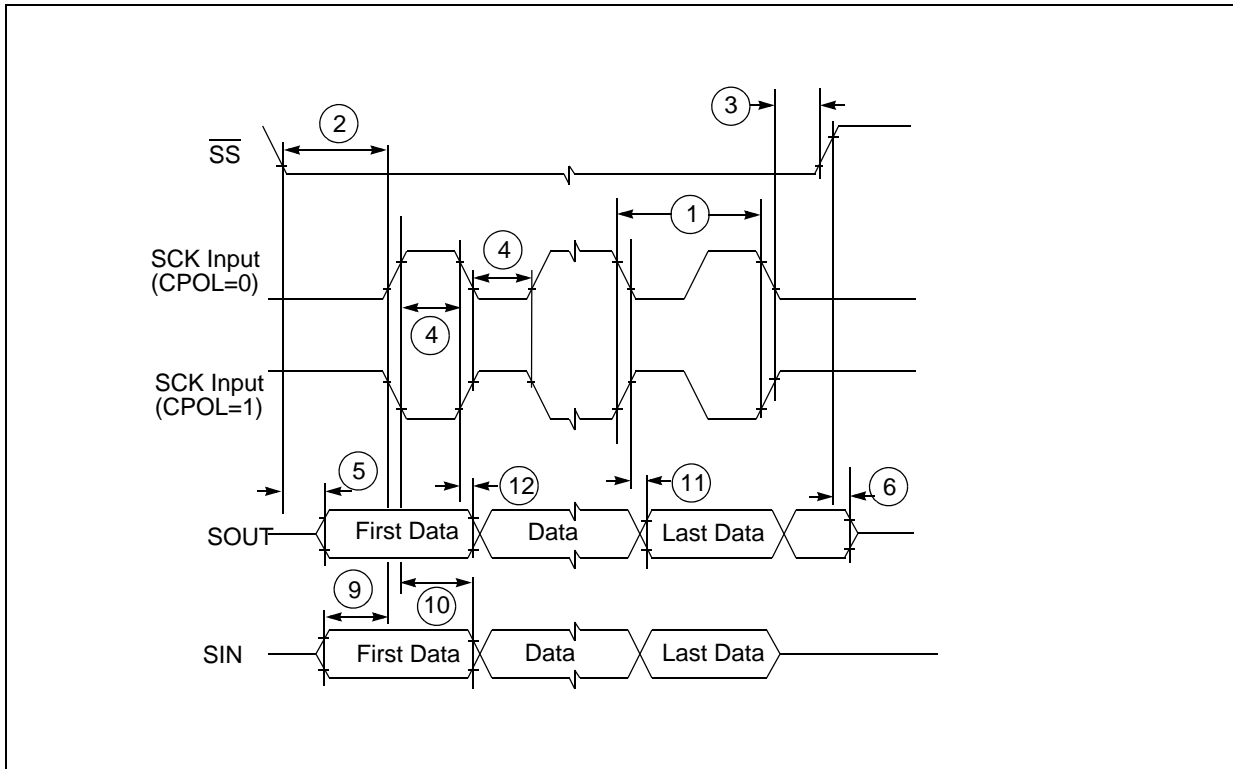 3
2
SS
1
SCK Input
(CPOL=0)
4
4
SCK Input
(CPOL=1)
5
12
11
6
SOUT
First Data
Data
Last Data
9
10
SIN
First Data
Data
Last Data